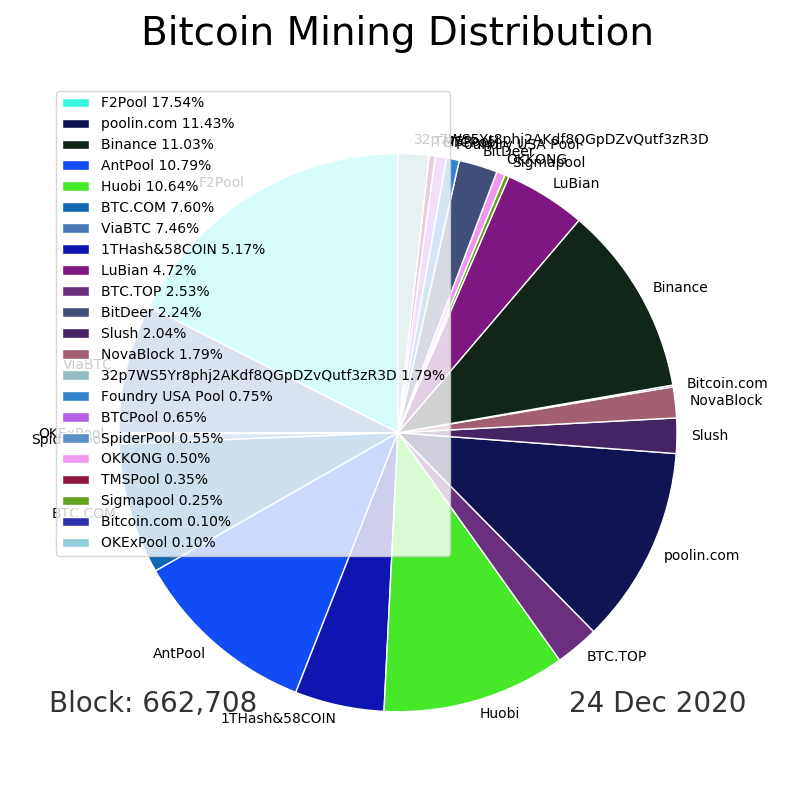 Bitcoin Mining Distribution
F2Pool 17.54%
poolin.com 11.43%
Binance 11.03%
AntPool 10.79%
Huobi 10.64%
BTC.COM 7.60%
ViaBTC 7.46%
1THash&58COIN 5.17%
LuBian 4.72%
BTC.TOP 2.53%
BitDeer 2.24%
Slush 2.04%
NovaBlock 1.79%
32p7WS5Yr8phj2AKdf8QGpDZvQutf3zR3D 1.79%
Foundry USA Pool 0.75%
BTCPool 0.65%
SpiderPool 0.55%
OKKONG 0.50%
TMSPool 0.35%
Sigmapool 0.25%
Bitcoin.com 0.10%
OKExPool 0.10%
F2Pool
ViaBTC
OKExPool
BTC.COM
AntPool
1THash&58COIN
Huobi
BTC.TOP
poolin.com
Slush
NovaBlock
Bitcoin.com
Binance
LuBian
Sigmapool
OKKONG
BitDeer
Foundry USA Pool
Block: 662,708
24 Dec 2020